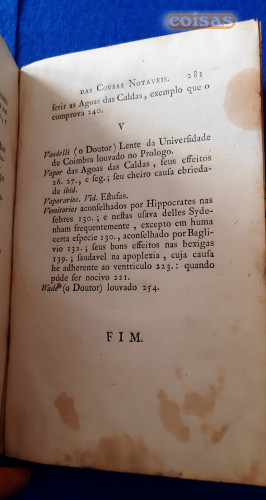 coisas
DAS COUSAS NOTAVEIS. 281
ferir as Agoas das Caldas, exemplo que o
comprova 240.
V
Vandelli (o Doutor) Lente da Universidade
de Coimbra louvado no Prologo.
Vapor das Agoas das Caldas, seus effeitos
26. 27., e seg.; seu cheiro causa ebrieda-
de ibid.
Vaporarios. Vid. Estufas.
Vomitorios aconselhados por Hippocrates nas
febres 130.; e nestas usava delles Syde-
nham frequentemente, excepto em huma
certa especie 130., aconselhado por Bagli-
vio 132.; seus bons effeitos nas bexigas
139.; saudavel na apoplexia, cuja causa
he adherente ao ventriculo 223.: quando
póde ser nocivo 221.
Wade (o Doutor) louvado 254.
FIM.